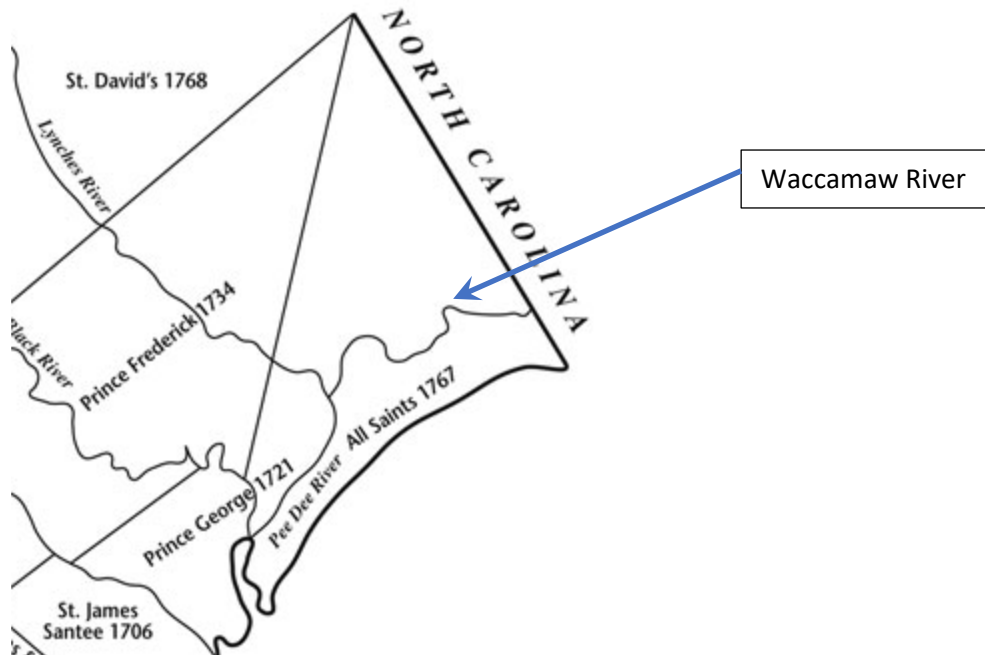 NORTH CAROLINA
St. David's 1768
Lynches River
Waccamaw River
Prince Frederick 1734
Black River
All Saints 1767
Prince George 1721
Pee Dee River
St. James
Santee 1706